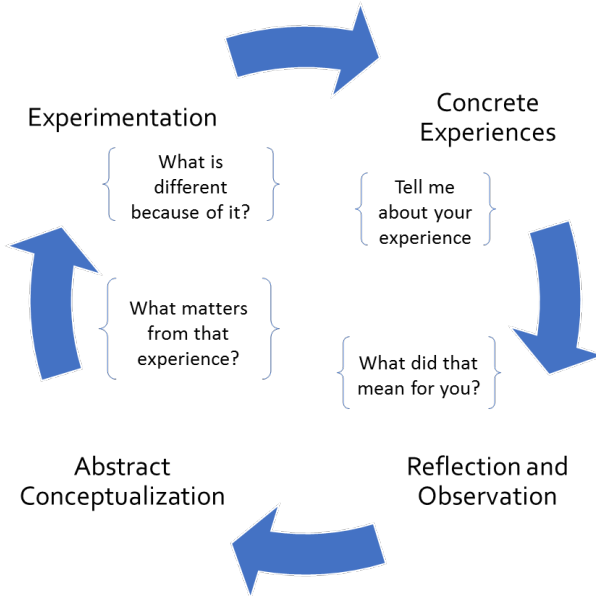 Experimentation
What is
different
because of it?
Concrete
Experiences
Tell me
about your
experience
What did that
mean for you?
Reflection and
Observation
Abstract
Conceptualization
What matters
from that
experience?